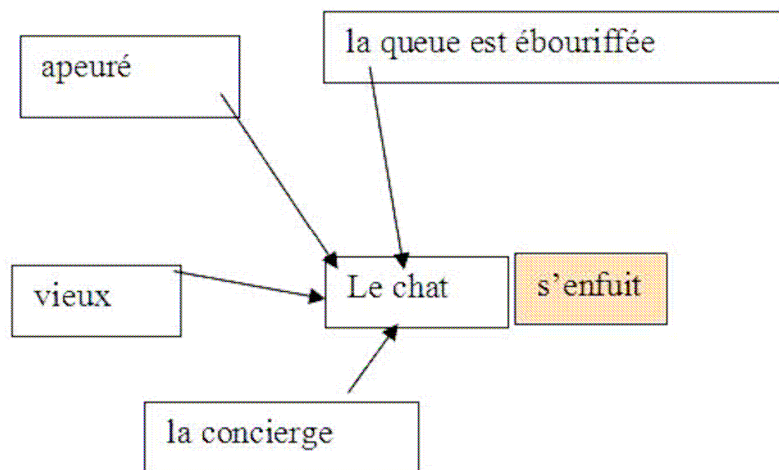 la queue est ébouriffée
apeuré
vieux
Le chat
s'enfuit
la concierge